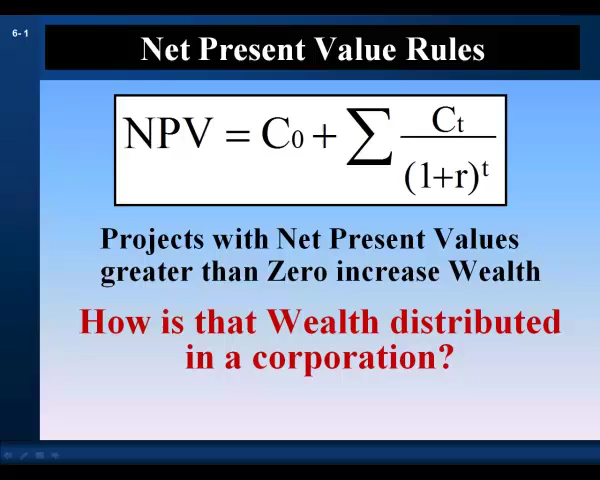 6-1
Net Present Value Rules
NPV = C₀ + ∑ Cₜ / (1+r)ᵗ
Projects with Net Present Values
greater than Zero increase Wealth
How is that Wealth distributed
in a corporation?